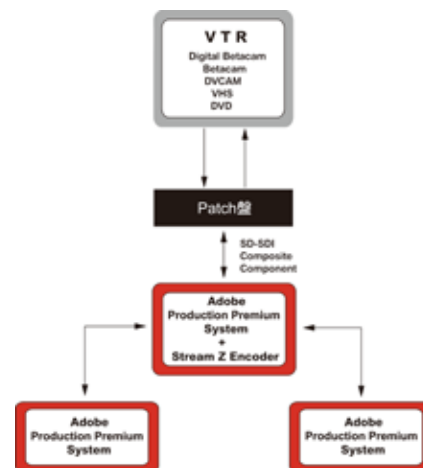 VTR
Digital Betacam
Betacam
DVCAM
VHS
DVD
Patch盤
SD-SDI
Composite
Component
Adobe
Production Premium
System
+
Stream Z Encoder
Adobe
Production Premium
System
Adobe
Production Premium
System